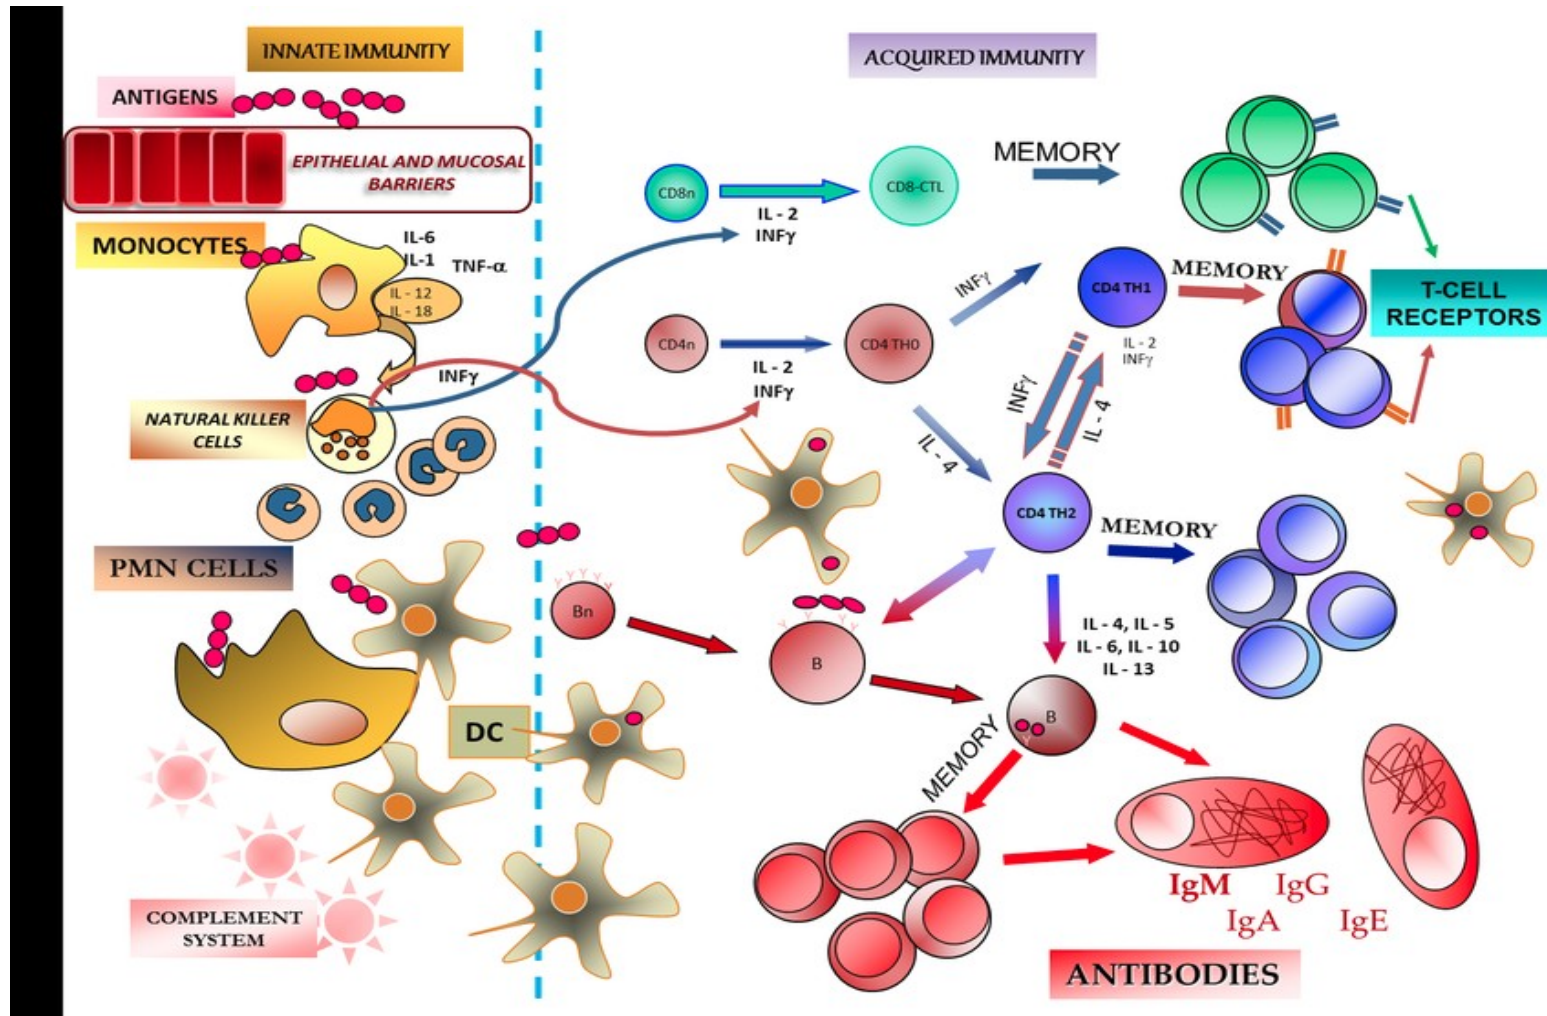 INNATE IMMUNITY
ACQUIRED IMMUNITY
ANTIGENS
EPITHELIAL AND MUCOSAL
BARRIERS
MONOCYTES
IL-6
IL-1
TNF-α
IL - 12
IL - 18
INFγ
NATURAL KILLER
CELLS
PMN CELLS
DC
COMPLEMENT
SYSTEM
CD8n
IL - 2
INFγ
CD8-CTL
MEMORY
CD4n
IL - 2
INFγ
CD4 TH0
INFγ
IL - 4
CD4 TH1
IL - 2
INFγ
MEMORY
T-CELL
RECEPTORS
INFγ
IL - 4
CD4 TH2
MEMORY
IL - 4, IL - 5
IL - 6, IL - 10
IL - 13
Bn
B
B
MEMORY
IgM IgG
IgA IgE
ANTIBODIES